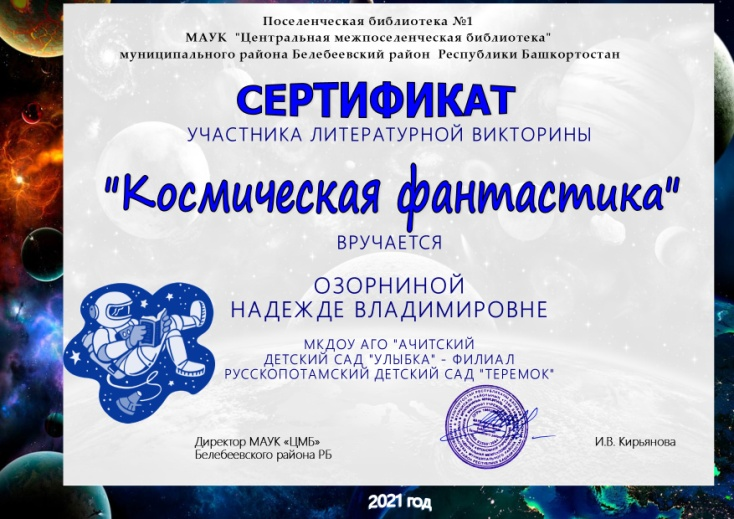 Поселенческая библиотека №1
МАУК "Центральная межпоселенческая библиотека"
муниципального района Белебеевский район Республики Башкортостан
СЕРТИФИКАТ
УЧАСТНИКА ЛИТЕРАТУРНОЙ ВИКТОРИНЫ
"Космическая фантастика"
ВРУЧАЕТСЯ
ОЗОРНИНОЙ
НАДЕЖДЕ ВЛАДИМИРОВНЕ
МКДОУ АГО "АЧИТСКИЙ
ДЕТСКИЙ САД "УЛЫБКА" - ФИЛИАЛ
РУССКОПОТАМСКИЙ ДЕТСКИЙ САД "ТЕРЕМОК"
Директор МАУК «ЦМБ»
Белебеевского района РБ
И.В. Кирьянова
2021 год